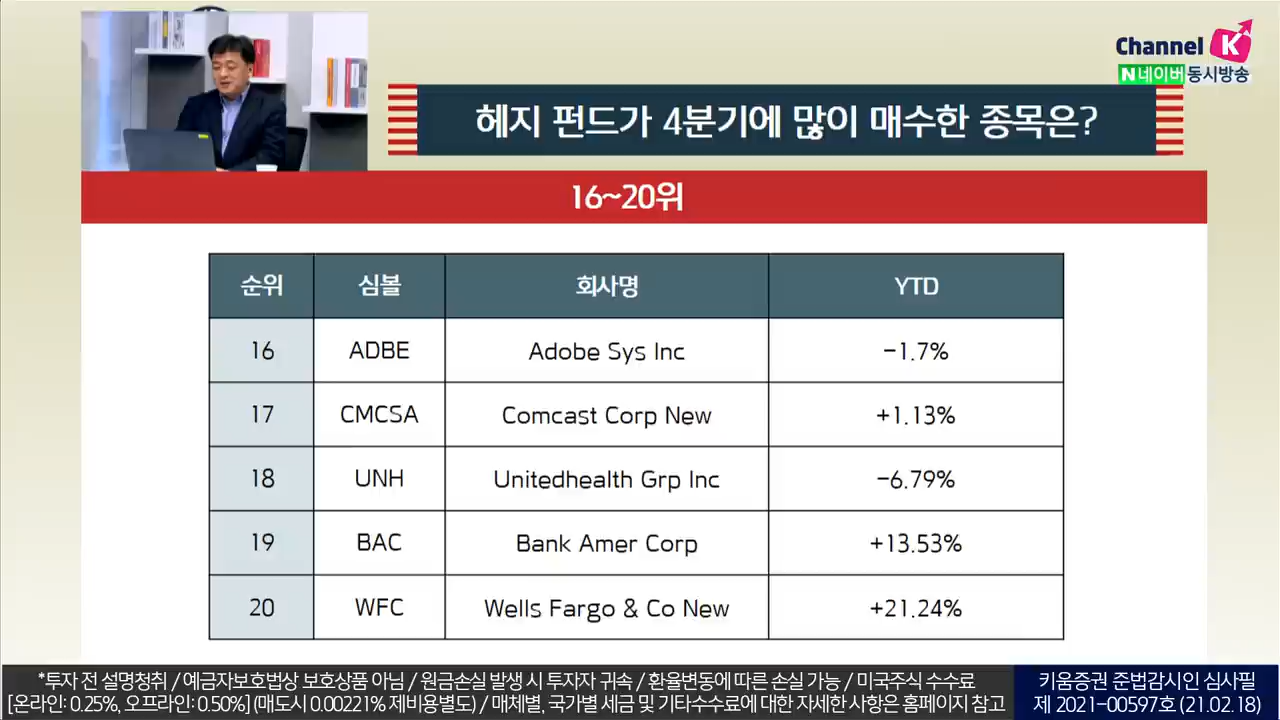 Channel K
N 네이버 동시방송
헤지 펀드가 4분기에 많이 매수한 종목은?
16~20위
순위 심볼 회사명 YTD
16 ADBE Adobe Sys Inc -1.7%
17 CMCSA Comcast Corp New +1.13%
18 UNH Unitedhealth Grp Inc -6.79%
19 BAC Bank Amer Corp +13.53%
20 WFC Wells Fargo & Co New +21.24%
*투자 전 설명청취 / 예금자보호법상 보호상품 아님 / 원금손실 발생 시 투자자 귀속 / 환율변동에 따른 손실 가능 / 미국주식 수수료
[온라인: 0.25%, 오프라인: 0.50%] (매도시 0.00221% 제비용별도) / 매체별, 국가별 세금 및 기타수수료에 대한 자세한 사항은 홈페이지 참고
키움증권 준법감시인 심사필
제 2021-00597호 (21.02.18)